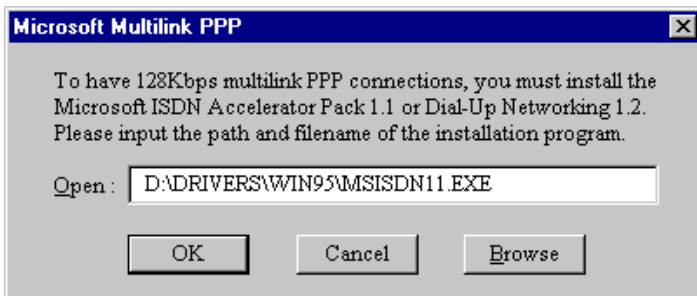 Microsoft Multilink PPP
To have 128Kbps multilink PPP connections, you must install the
Microsoft ISDN Accelerator Pack 1.1 or Dial-Up Networking 1.2.
Please input the path and filename of the installation program.
Open : D:\DRIVERS\WIN95\MSISDN11.EXE
OK Cancel Browse